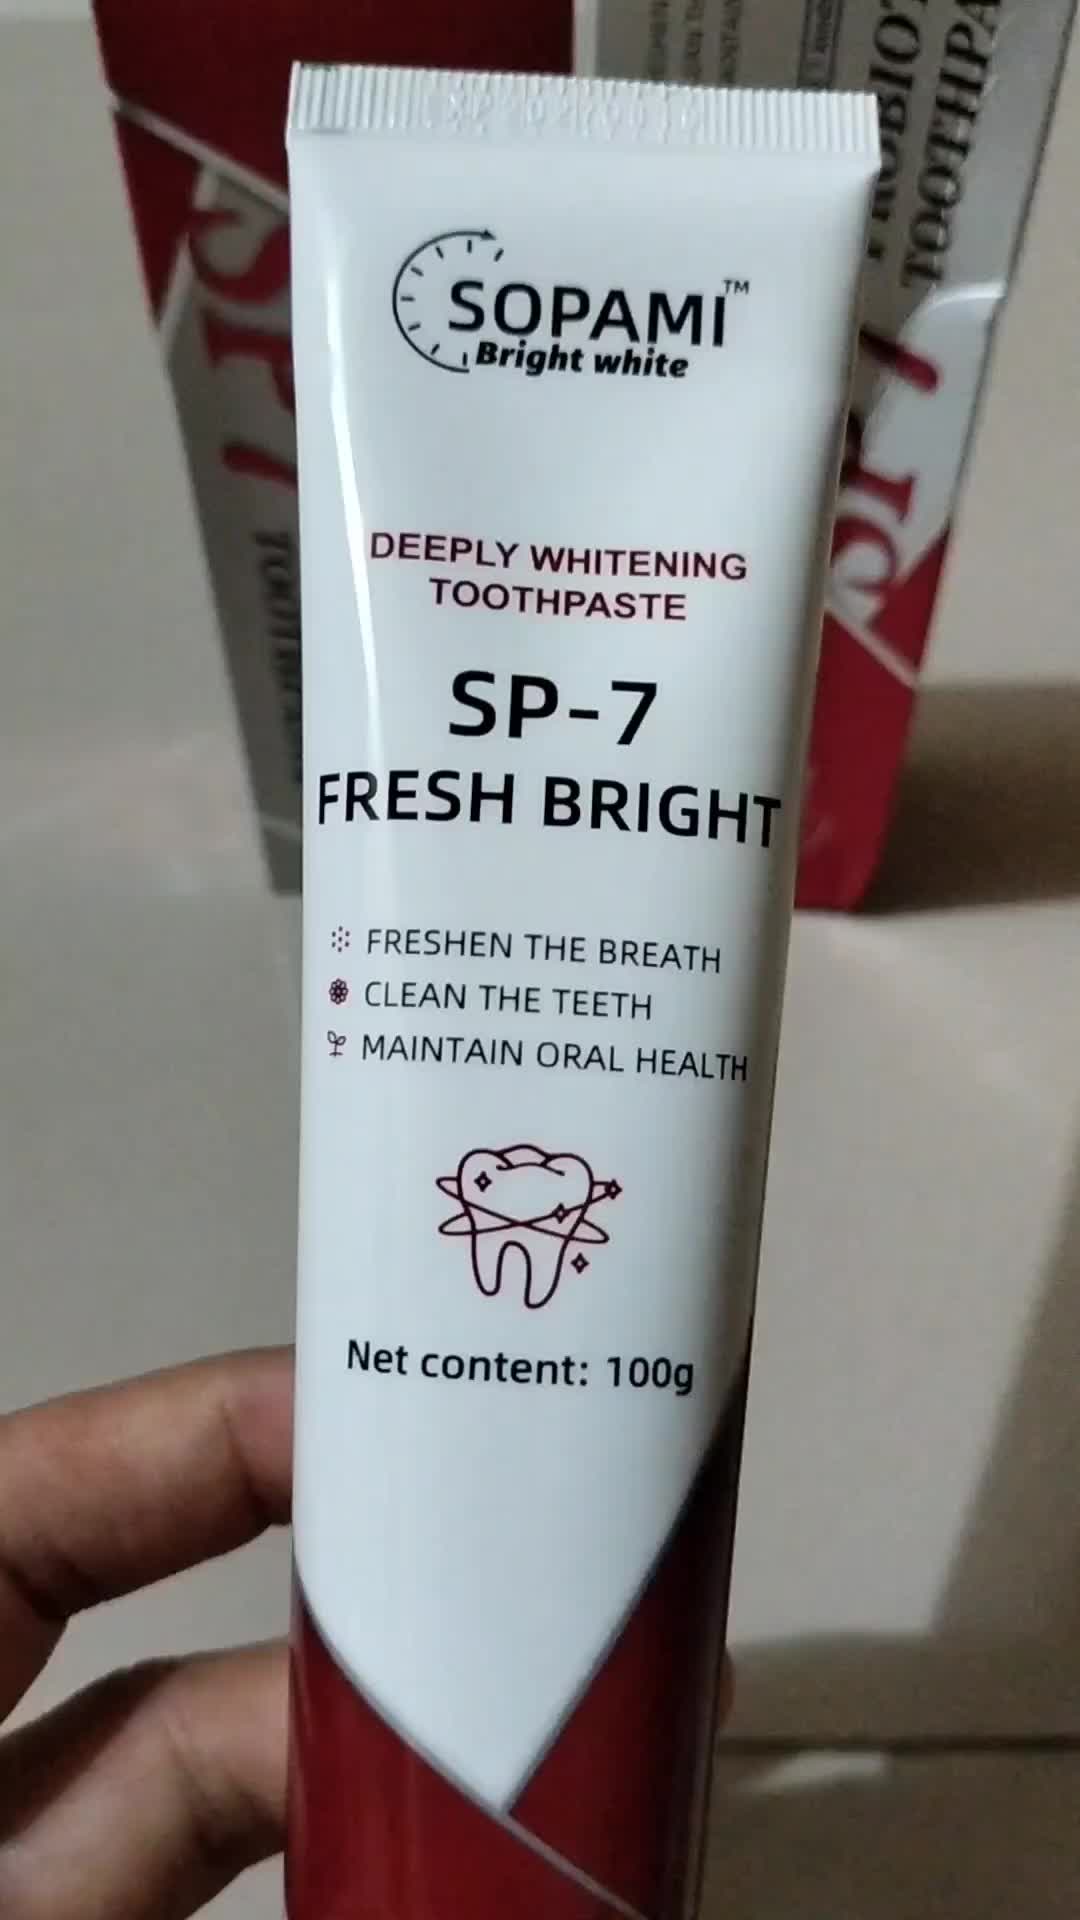 SOPAMI™
Bright white
DEEPLY WHITENING
TOOTHPASTE
SP-7
FRESH BRIGHT
FRESHEN THE BREATH
CLEAN THE TEETH
MAINTAIN ORAL HEALTH
Net content: 100g